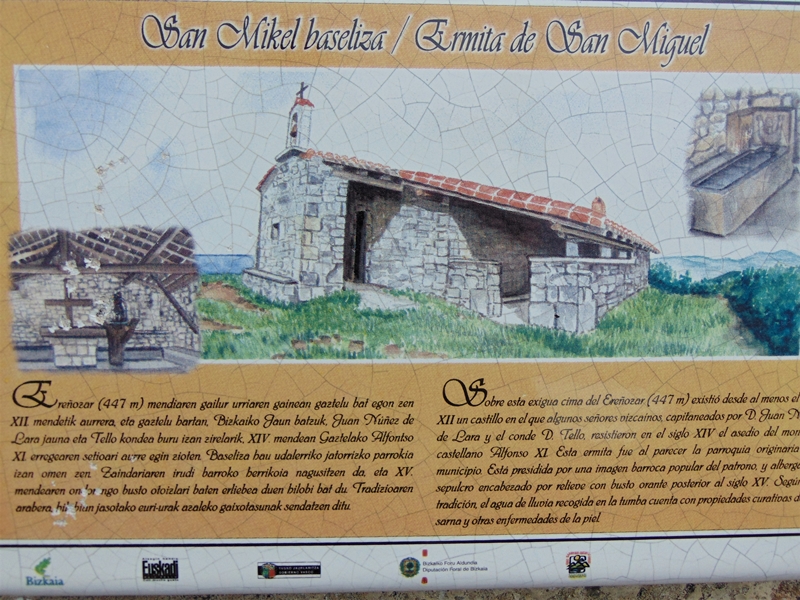 San Mikel baseliza / Ermita de San Miguel
Ereñozar (447 m) mendiaren gailur urriaren gainean gaztelu bat egon zen
XII. mendetik aurrera, eta gaztelu hartan, Bizkaiko Jaun batzuk, Juan Núñez de
Lara jauna eta Tello kondea buru izan zirelarik, XIV. mendean Gaztelako Alfontso
XI. erregearen setioari aurre egin zioten. Baseliza hau udalerriko jatorrizko parrokia
izan omen zen. Zaindariaren irudi barroko herrikoia nagusitzen da, eta XV.
mendearen ondorengo busto otoizlari baten erliebea duen hilobi bat du. Tradizioaren
arabera, hilobiun jasotako euri-urak azaleko gaixotasunak sendatzen ditu.
Sobre esta exigua cima del Ereñozar (447 m) existió desde al menos el
XII un castillo en el que algunos señores vizcainos, capitaneados por D. Juan
de Lara y el conde D. Tello, resistieron en el siglo XIV el asedio del
castellano Alfonso XI. Esta ermita fue al parecer la parroquia originaria
municipio. Está presidida por una imagen barroca popular del patrono, y
sepulcro encabezado por relieve con busto orante posterior al siglo XV. Según
tradición, el agua de lluvia recogida en la tumba cuenta con propiedades curativas
sarna y otras enfermedades de la piel.
Bizkaia
Euskadi
EUSKO JAURLARITZA
GOBIERNO VASCO
Bizkaiko Foru Aldundia
Diputación Foral de Bizkaia